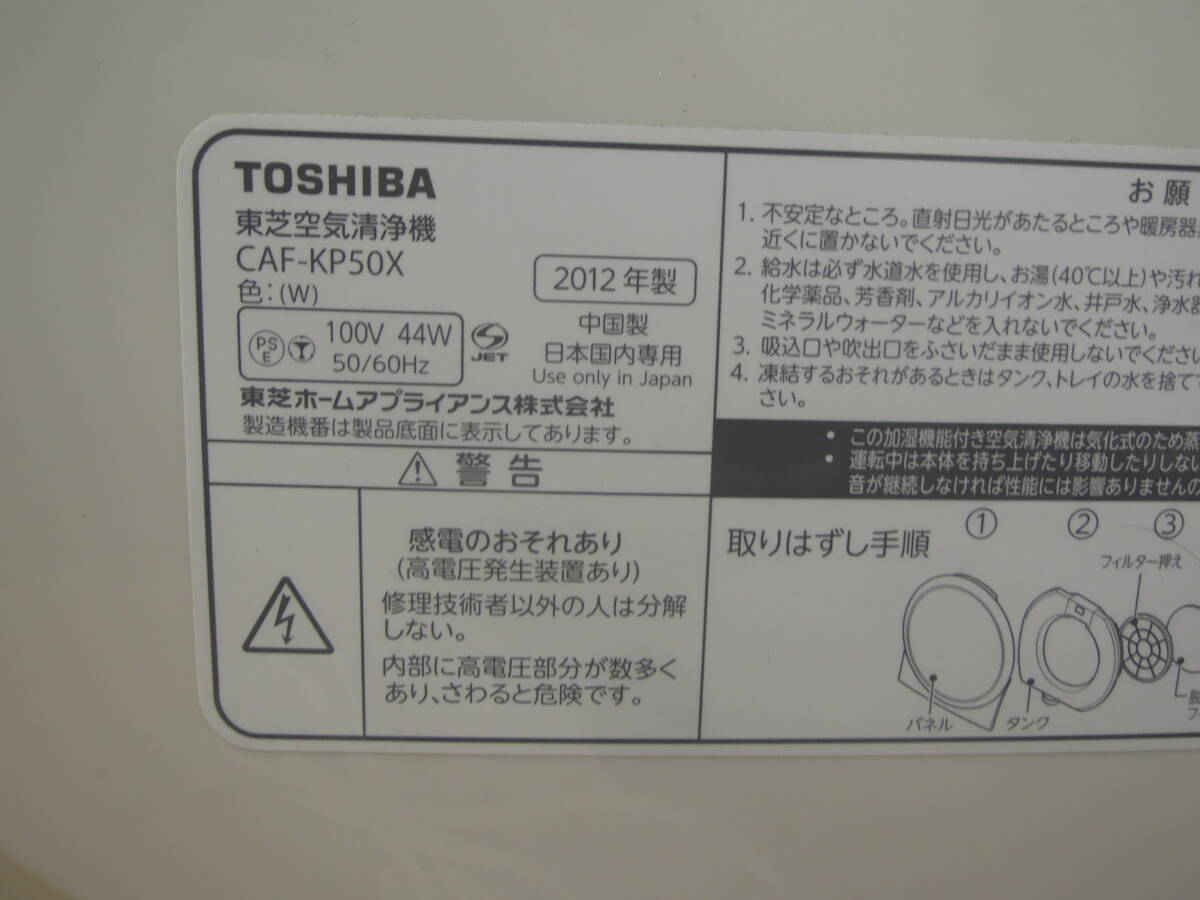 TOSHIBA
東芝空気清浄機
CAF-KP50X
色:(W)
2012 年製
PS
E
100V 44W
50/60Hz
JET
中国製
日本国内専用
Use only in Japan
東芝ホームアプライアンス株式会社
製造機番は製品底面に表示してあります。
警告
感電のおそれあり
(高電圧発生装置あり)
修理技術者以外の人は分解
しない。
内部に高電圧部分が数多く
あり、さわると危険です。
お願
1. 不安定なところ。直射日光があたるところや暖房器具
近くに置かないでください。
2. 給水は必ず水道水を使用し、お湯(40℃以上)や汚れ
化学薬品、芳香剤、アルカリイオン水、井戸水、浄水器
ミネラルウォーターなどを入れないでください。
3. 吸込口や吹出口をふさいだまま使用しないでくださ
4. 凍結するおそれがあるときはタンク、トレイの水を捨て
さい。
• この加湿機能付き空気清浄機は気化式のため蒸
• 運転中は本体を持ち上げたり移動したりしない
音が継続しなければ性能には影響ありませんの
取りはずし手順
① ② ③
フィルター押え
パネル
タンク
脱
フ